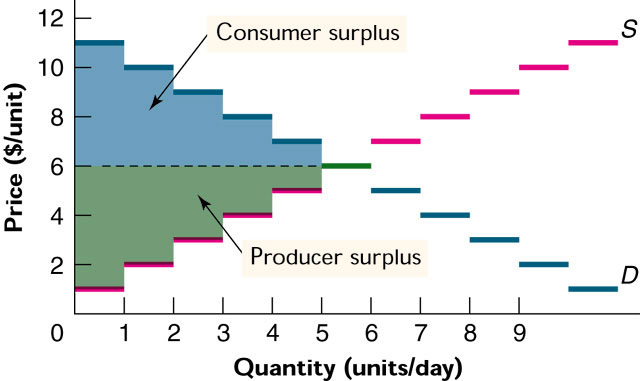 Price ($/unit)
12
10
8
6
4
2
0
Consumer surplus
Producer surplus
S
D
1 2 3 4 5 6 7 8 9
Quantity (units/day)